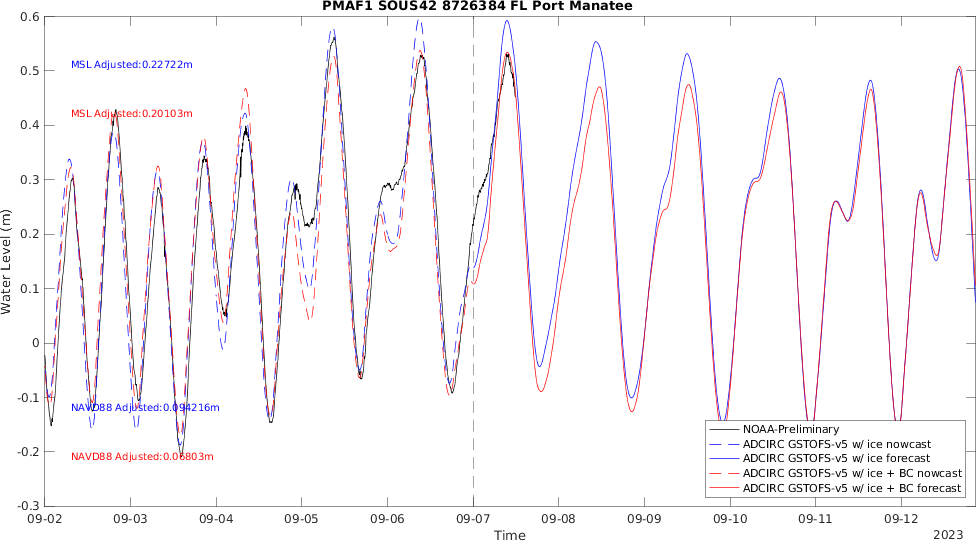 PMAF1 SOUS42 8726384 FL Port Manatee
0.6
0.5
0.4
0.3
0.2
0.1
0
-0.1
-0.2
-0.3
Water Level (m)
MSL Adjusted:0.22722m
MSL Adjusted:0.20103m
NAVD88 Adjusted:0.094216m
NAVD88 Adjusted:0.06803m
NOAA-Preliminary
ADCIRC GSTOFS-v5 w/ ice nowcast
ADCIRC GSTOFS-v5 w/ ice forecast
ADCIRC GSTOFS-v5 w/ ice + BC nowcast
ADCIRC GSTOFS-v5 w/ ice + BC forecast
09-02 09-03 09-04 09-05 09-06 09-07 09-08 09-09 09-10 09-11 09-12
Time
2023